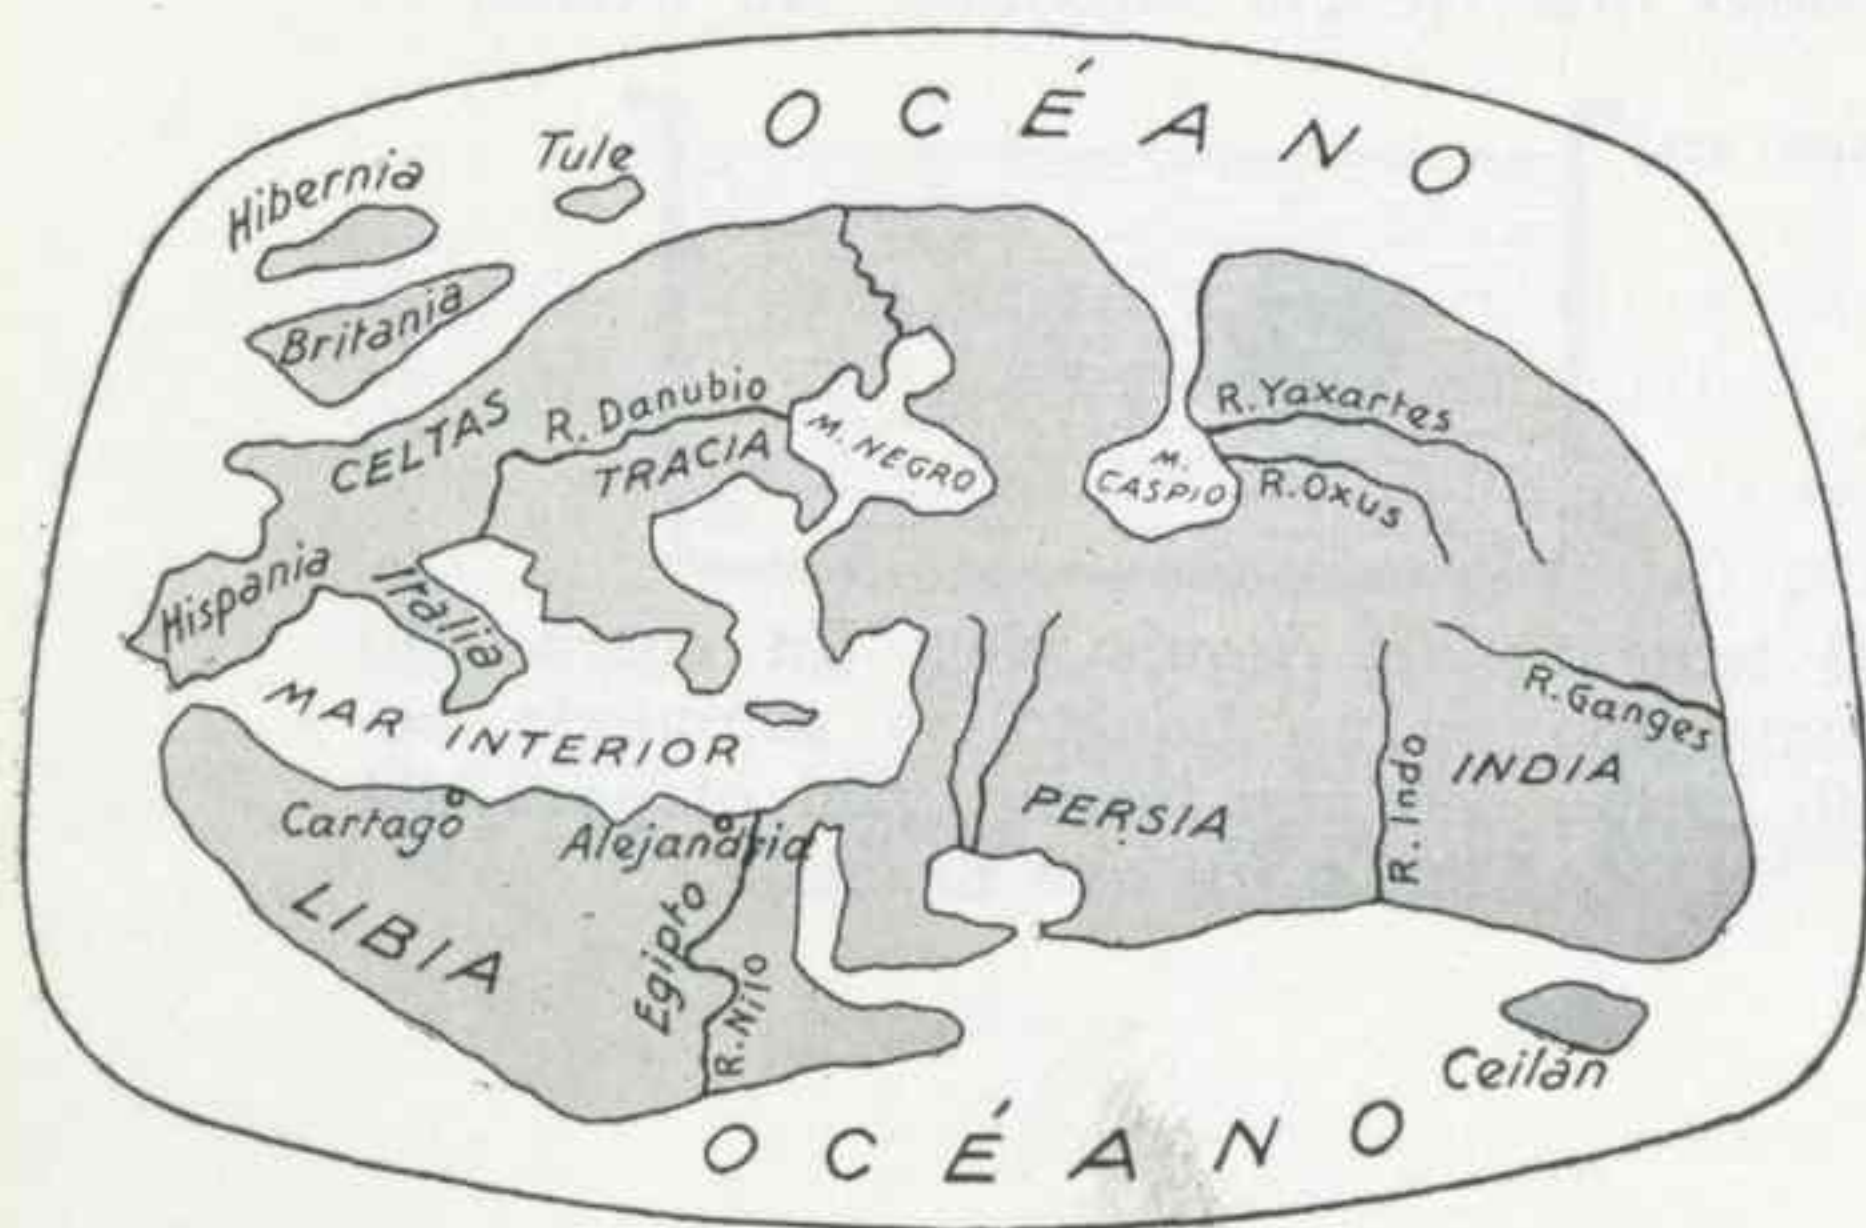 OCÉANO
Tule
Hibernia
Britania
CELTAS
R. Danubio
TRACIA
M. NEGRO
M.
CASPIO
R. Yaxartes
R. Oxus
Hispania
Italia
MAR INTERIOR
R. Ganges
INDIA
R. Indo
PERSIA
Cartago
Alejandria
LIBIA
Egipto
R. Nilo
Ceilán
OCÉANO